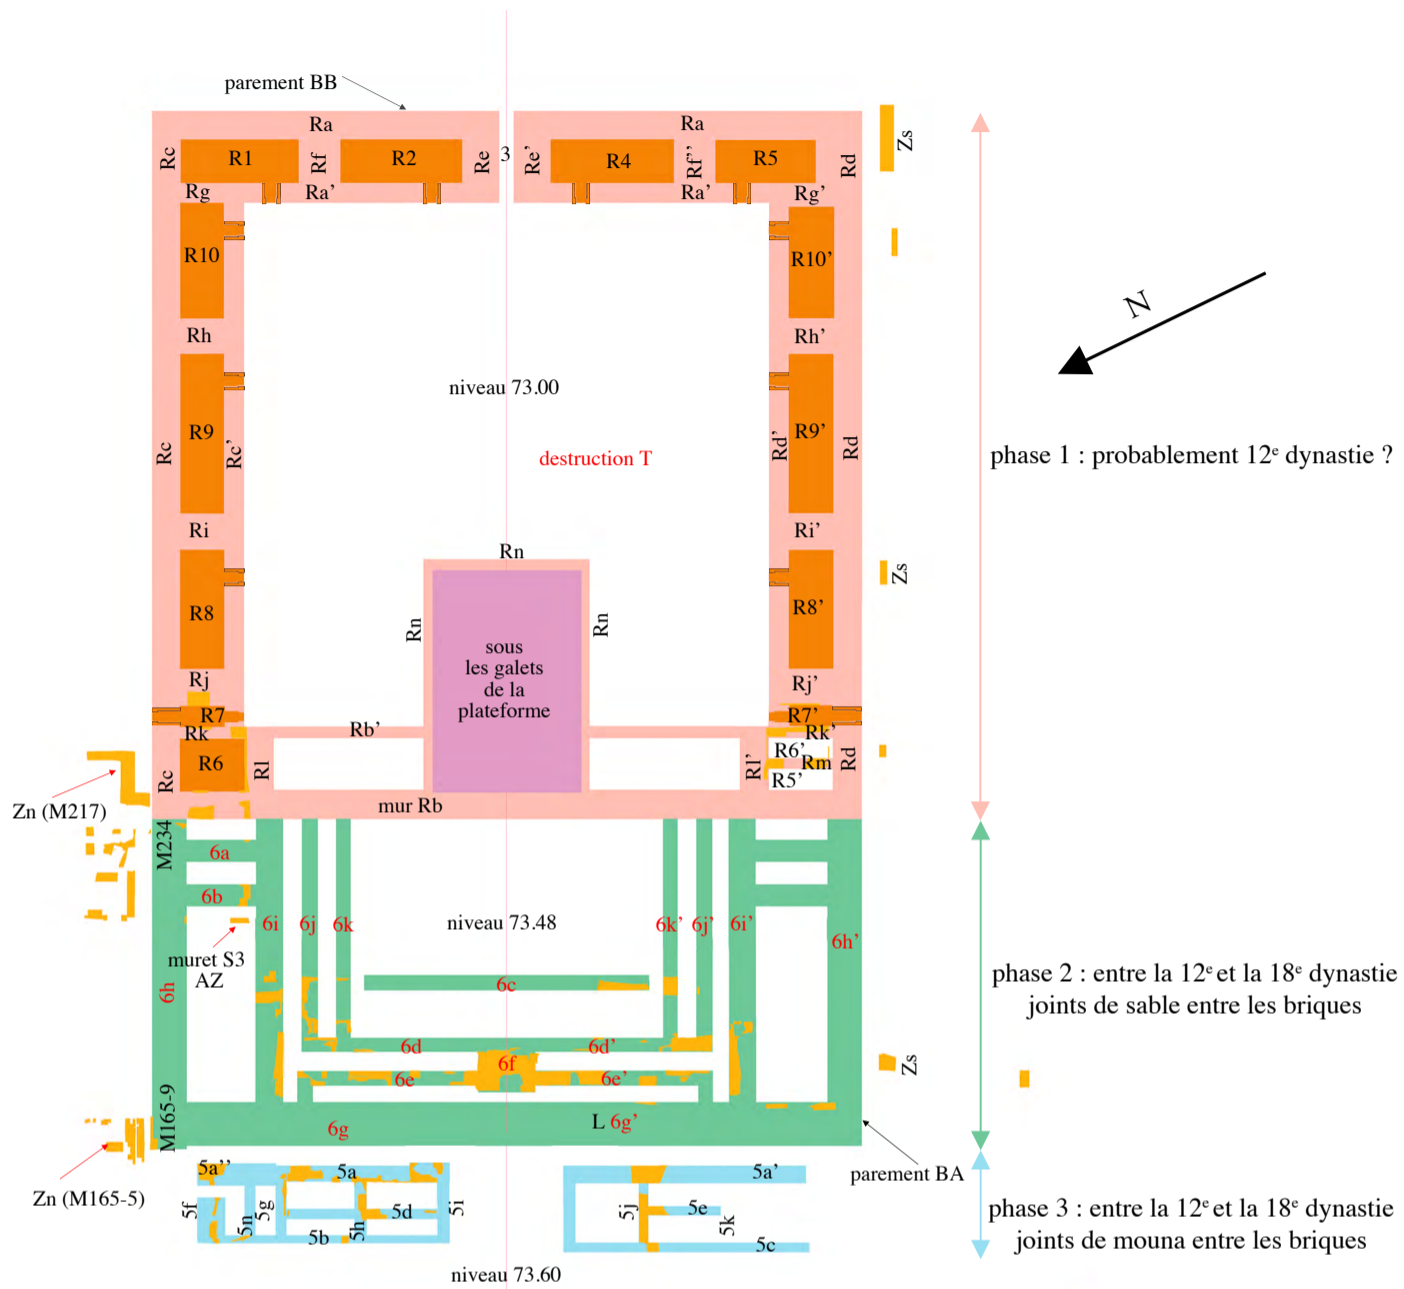 parement BB
Ra
Ra
Rc
R1
Rf
R2
Re
3
Re’
R4
Rf’’
R5
Rd
Zs
Rg
Ra’
Ra’
Rg’
R10
R10’
N
Rh
Rh’
niveau 73.00
Rc
R9
Rc’
destruction T
Rd’
R9’
Rd
phase 1 : probablement 12e dynastie ?
Ri
Ri’
Rn
Zs
R8
Rn
Rn
R8’
sous
les galets
de la
plateforme
Rj
Rj’
R7
R7’
Rk
Rb’
Rk’
R6
Rl
Rl’
R6’
Rm
Rd
Rc
R5’
Zn (M217)
mur Rb
M234
6a
6b
6i
6j
6k
niveau 73.48
6k’
6j’
6i’
6h’
muret S3
AZ
6h
6c
phase 2 : entre la 12e et la 18e dynastie
joints de sable entre les briques
6d
6d’
6f
Zs
6e
6e’
M165-9
6g
L
6g’
parement BA
Zn (M165-5)
5a’’
5a
5a’
5f
5n
5g
5h
5d
5i
5b
5j
5e
5k
5c
phase 3 : entre la 12e et la 18e dynastie
joints de mouna entre les briques
niveau 73.60